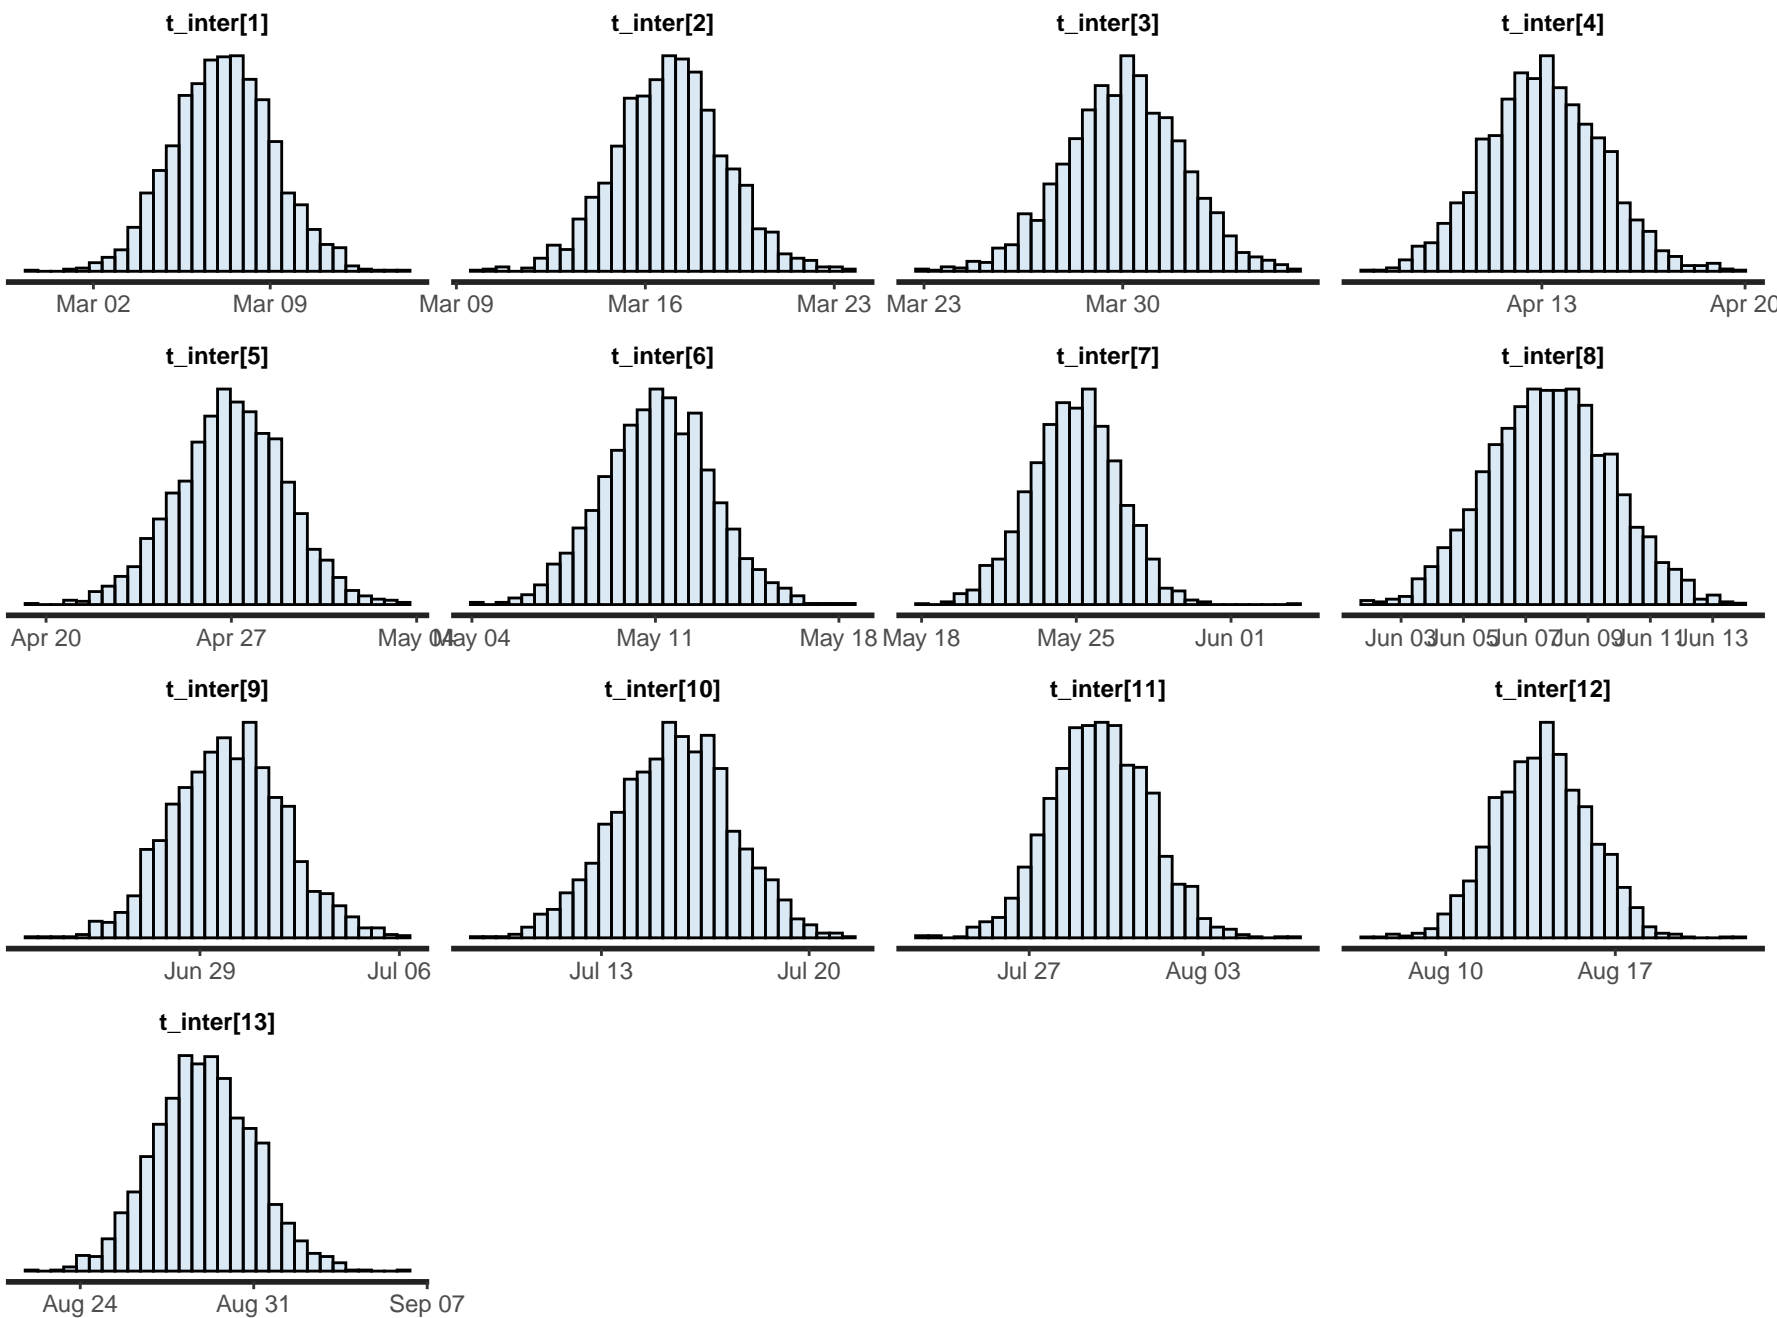 t_inter[1] t_inter[2] t_inter[3] t_inter[4]
Mar 02 Mar 09 Mar 09 Mar 16 Mar 23 Mar 23 Mar 30 Apr 13 Apr 20
t_inter[5] t_inter[6] t_inter[7] t_inter[8]
Apr 20 Apr 27 May 04 May 04 May 11 May 18 May 18 May 25 Jun 01 Jun 03 Jun 05 Jun 07 Jun 09 Jun 11 Jun 13
t_inter[9] t_inter[10] t_inter[11] t_inter[12]
Jun 29 Jul 06 Jul 13 Jul 20 Jul 27 Aug 03 Aug 10 Aug 17
t_inter[13]
Aug 24 Aug 31 Sep 07